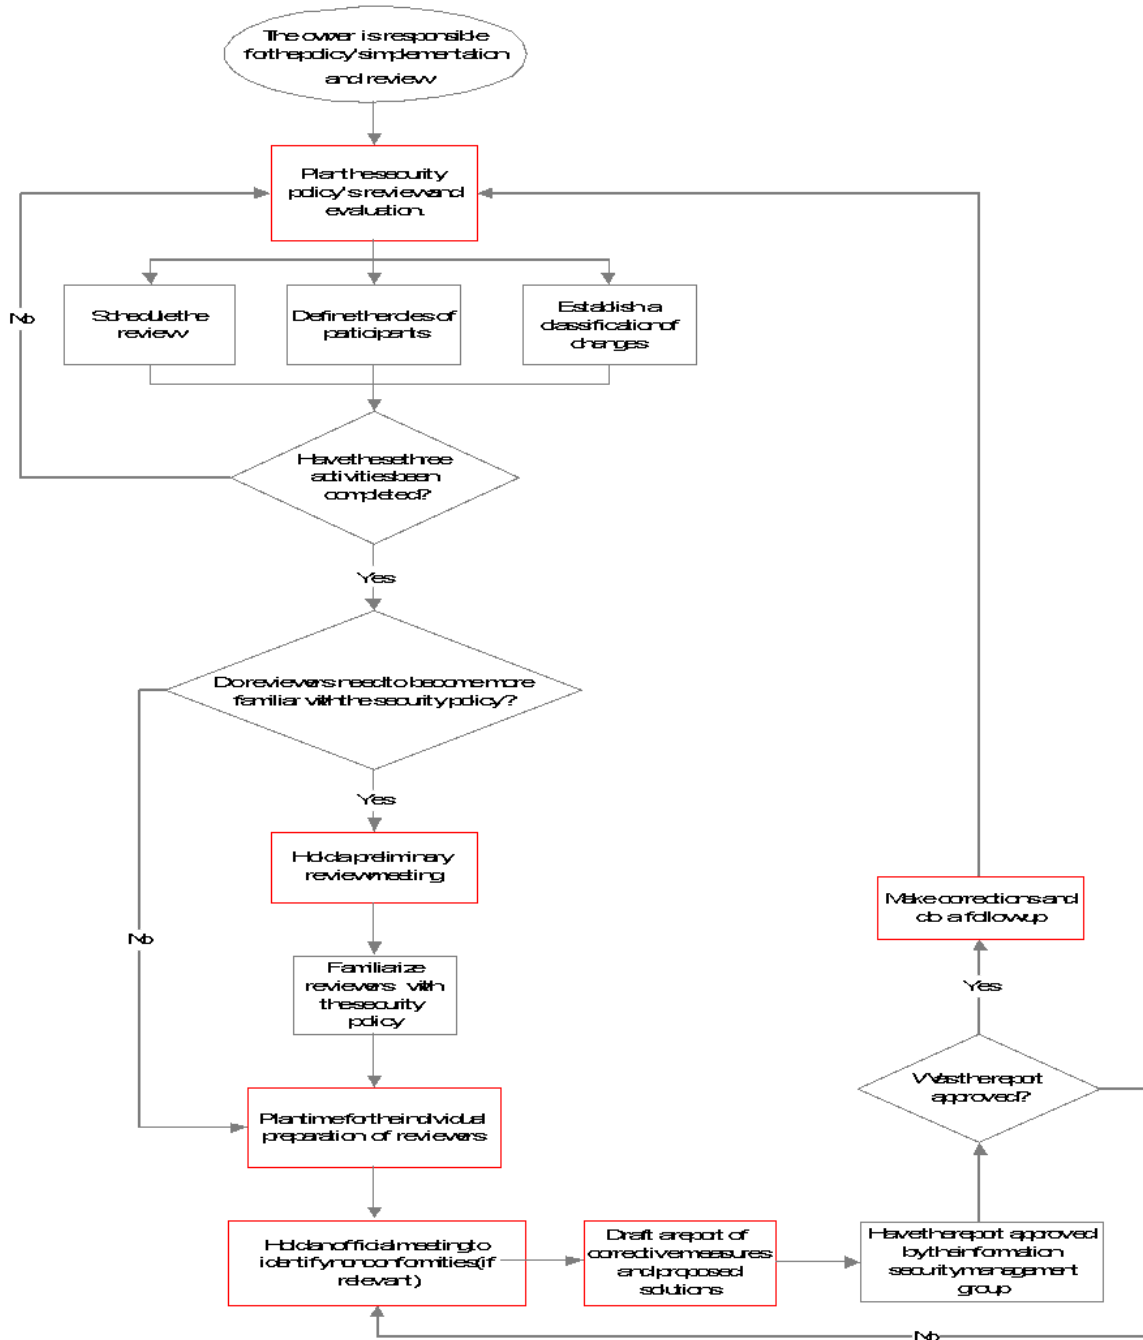 The owner is responsible
for the policy's implementation
and review
Plan the security
policy's review and
evaluation.
Schedule the
review
Define the roles of
participants
Establish a
classification of
changes
No
Have these three
activities been
completed?
Yes
Do reviewers need to become more
familiar with the security policy?
Yes
Hold a preliminary
review meeting
Make corrections and
do a follow up
No
Familiarize
reviewers with
the security
policy
Yes
Was the report
approved?
Plan time for the individual
preparation of reviewers
Hold an official meeting to
identify nonconformities (if
relevant)
Draft a report of
corrective measures
and proposed
solutions
Have the report approved
by the information
security management
group
No